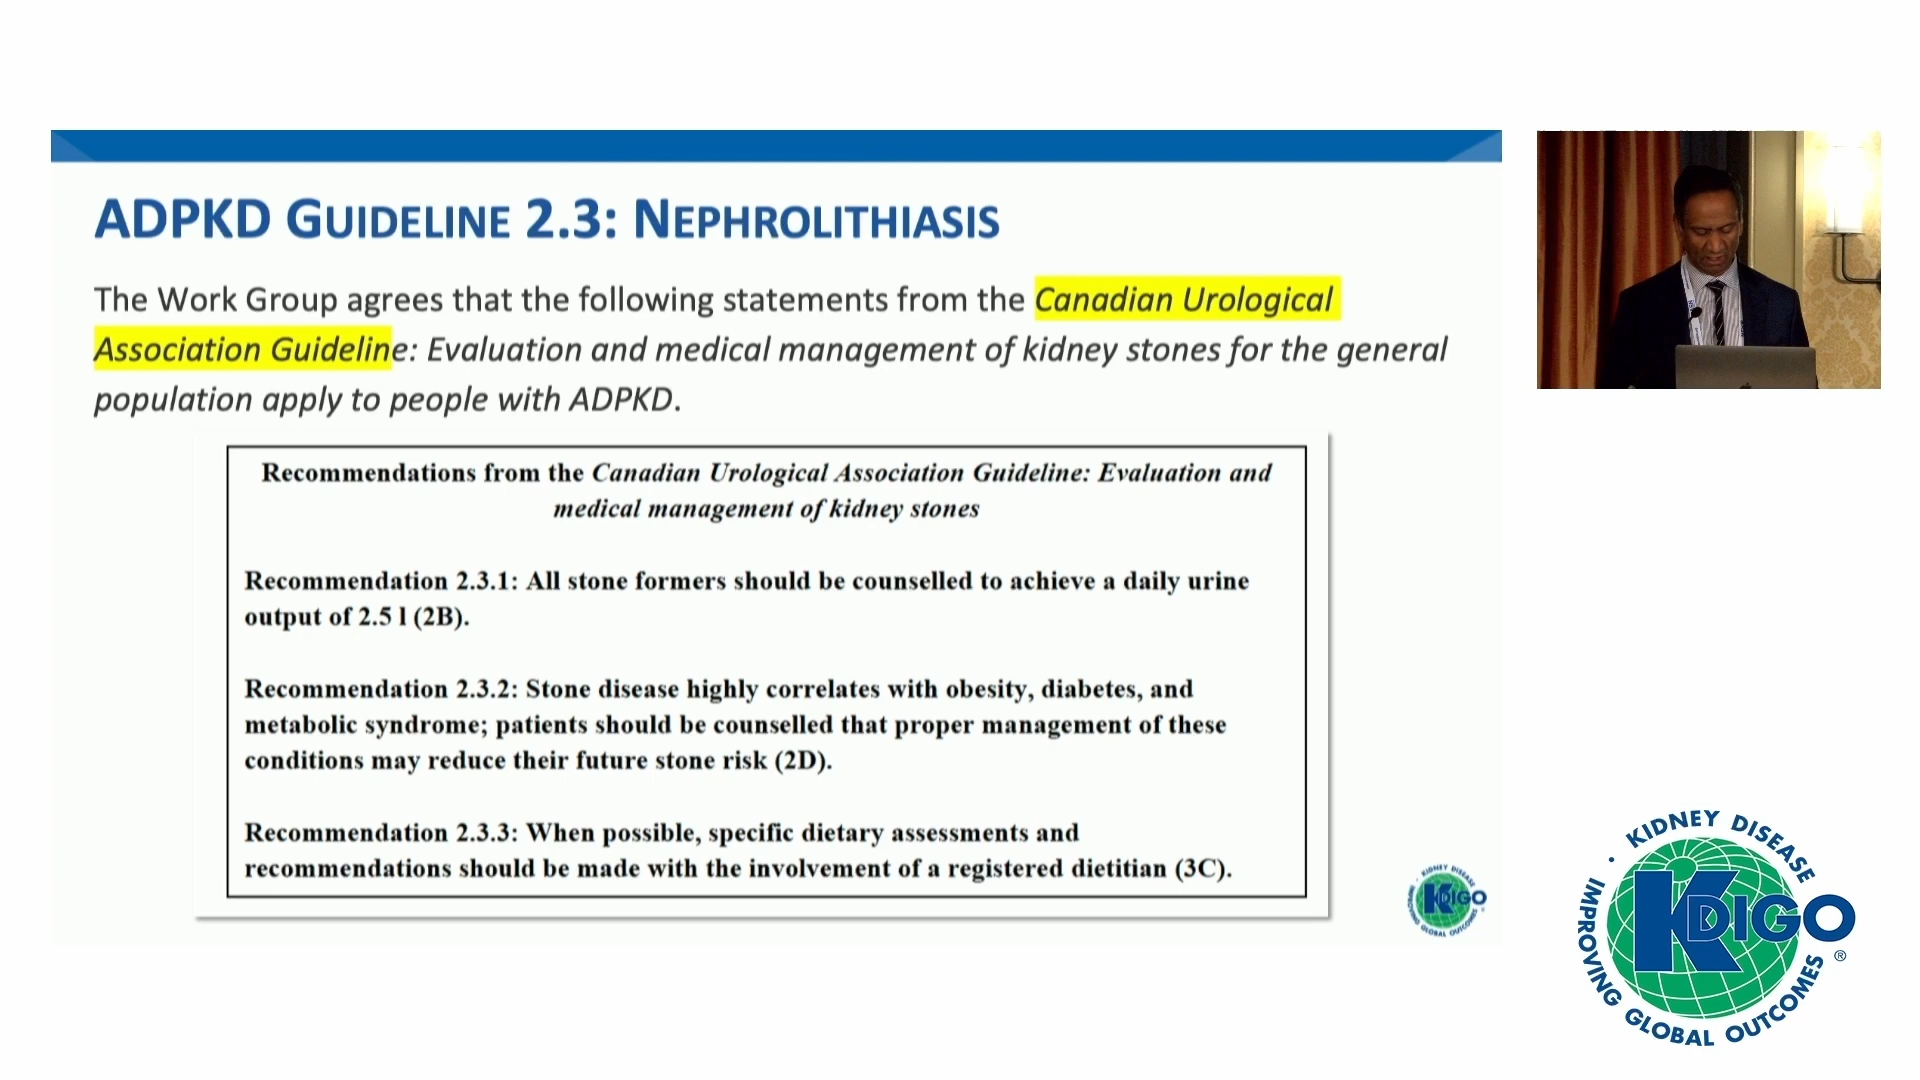 ADPKD GUIDELINE 2.3: NEPHROLITHIASIS
The Work Group agrees that the following statements from the Canadian Urological
Association Guideline: Evaluation and medical management of kidney stones for the general
population apply to people with ADPKD.
Recommendations from the Canadian Urological Association Guideline: Evaluation and
medical management of kidney stones
Recommendation 2.3.1: All stone formers should be counselled to achieve a daily urine
output of 2.5 l (2B).
Recommendation 2.3.2: Stone disease highly correlates with obesity, diabetes, and
metabolic syndrome; patients should be counselled that proper management of these
conditions may reduce their future stone risk (2D).
Recommendation 2.3.3: When possible, specific dietary assessments and
recommendations should be made with the involvement of a registered dietitian (3C).
· KIDNEY DISEASE
KDIGO
IMPROVING GLOBAL OUTCOMES
· KIDNEY DISEASE
KDIGO
®
IMPROVING GLOBAL OUTCOMES